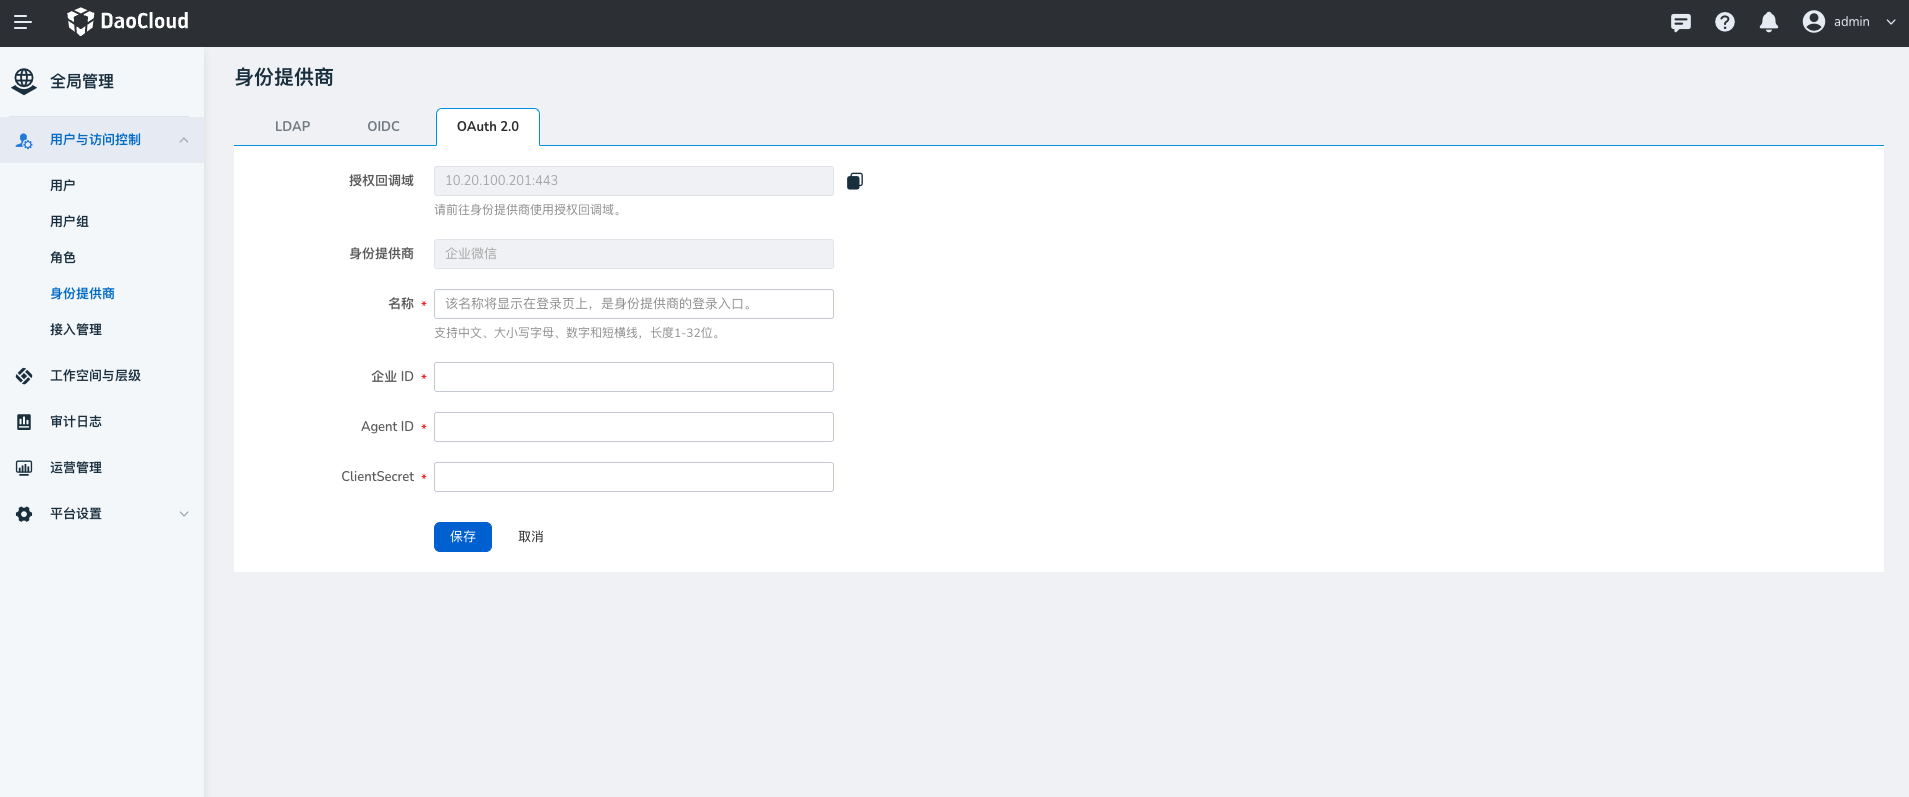 DaoCloud
admin
全局管理
用户与访问控制
用户
用户组
角色
身份提供商
接入管理
工作空间与层级
审计日志
运营管理
平台设置
身份提供商
LDAP
OIDC
OAuth 2.0
授权回调域
10.20.100.201:443
请前往身份提供商使用授权回调域。
身份提供商
企业微信
名称 *
该名称将显示在登录页上，是身份提供商的登录入口。
支持中文、大小写字母、数字和短横线，长度1-32位。
企业 ID *
Agent ID *
ClientSecret *
保存
取消